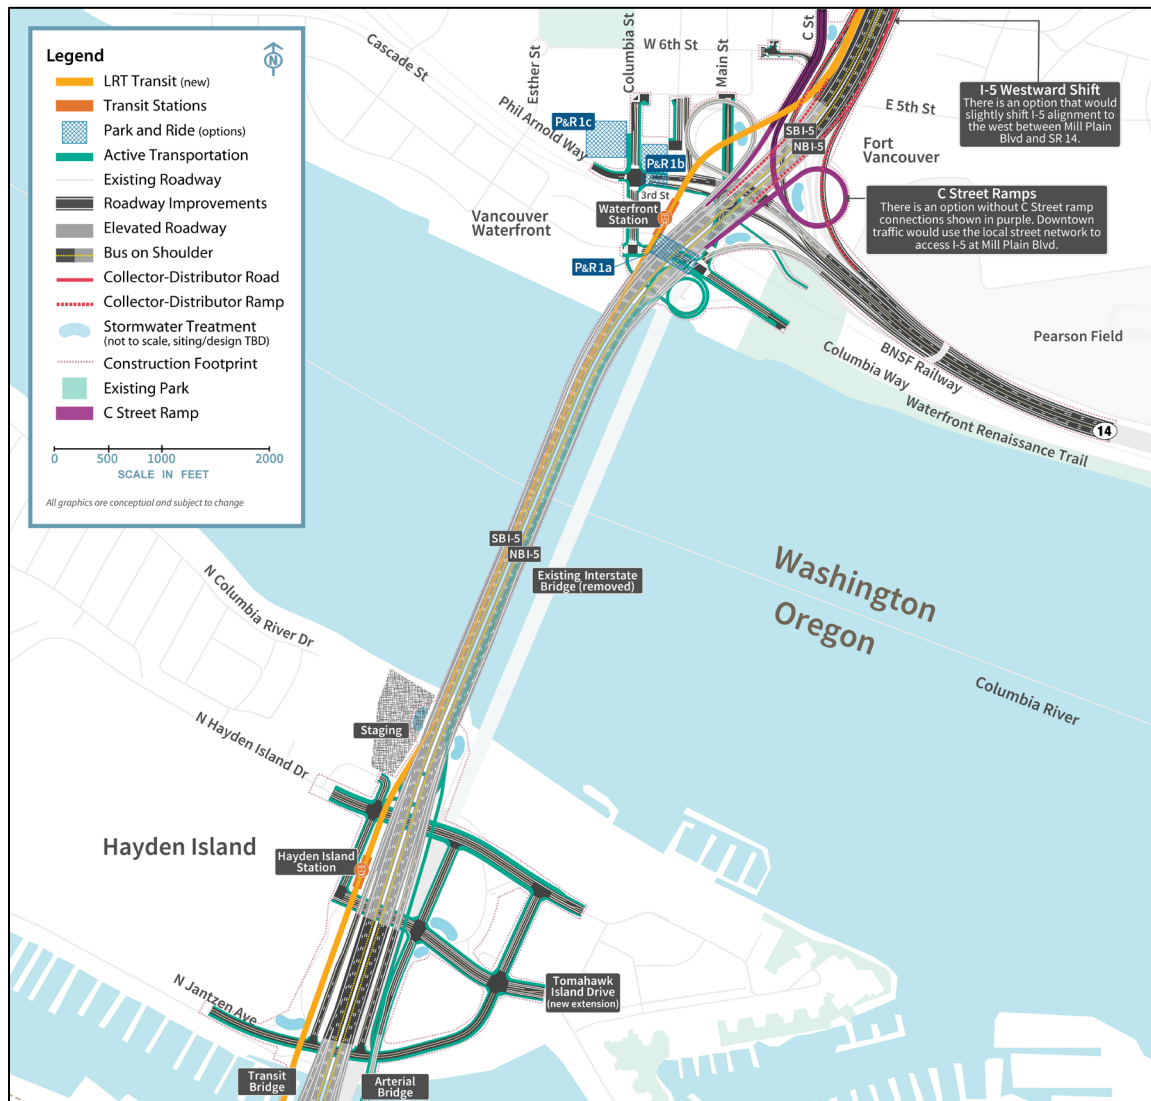 Legend
N
LRT Transit (new)
Transit Stations
Park and Ride (options)
Active Transportation
Existing Roadway
Roadway Improvements
Elevated Roadway
Bus on Shoulder
Collector-Distributor Road
Collector-Distributor Ramp
Stormwater Treatment
(not to scale, siting/design TBD)
Construction Footprint
Existing Park
C Street Ramp
0 500 1000 2000
SCALE IN FEET
All graphics are conceptual and subject to change
Cascade St
Esther St
Columbia St
W 6th St
Main St
C St
E 5th St
Phil Arnold Way
P&R 1c
P&R 1b
SB I-5
NB I-5
Fort
Vancouver
I-5 Westward Shift
There is an option that would
slightly shift I-5 alignment to
the west between Mill Plain
Blvd and SR 14.
C Street Ramps
There is an option without C Street ramp
connections shown in purple. Downtown
traffic would use the local street network to
access I-5 at Mill Plain Blvd.
3rd St
Vancouver
Waterfront
Waterfront
Station
P&R 1a
Pearson Field
BNSF Railway
Columbia Way
Waterfront Renaissance Trail
14
SB I-5
NB I-5
Existing Interstate
Bridge (removed)
Washington
Oregon
Columbia River
N Columbia River Dr
Staging
N Hayden Island Dr
Hayden Island
Hayden Island
Station
Tomahawk
Island Drive
(new extension)
N Jantzen Ave
Transit
Bridge
Arterial
Bridge